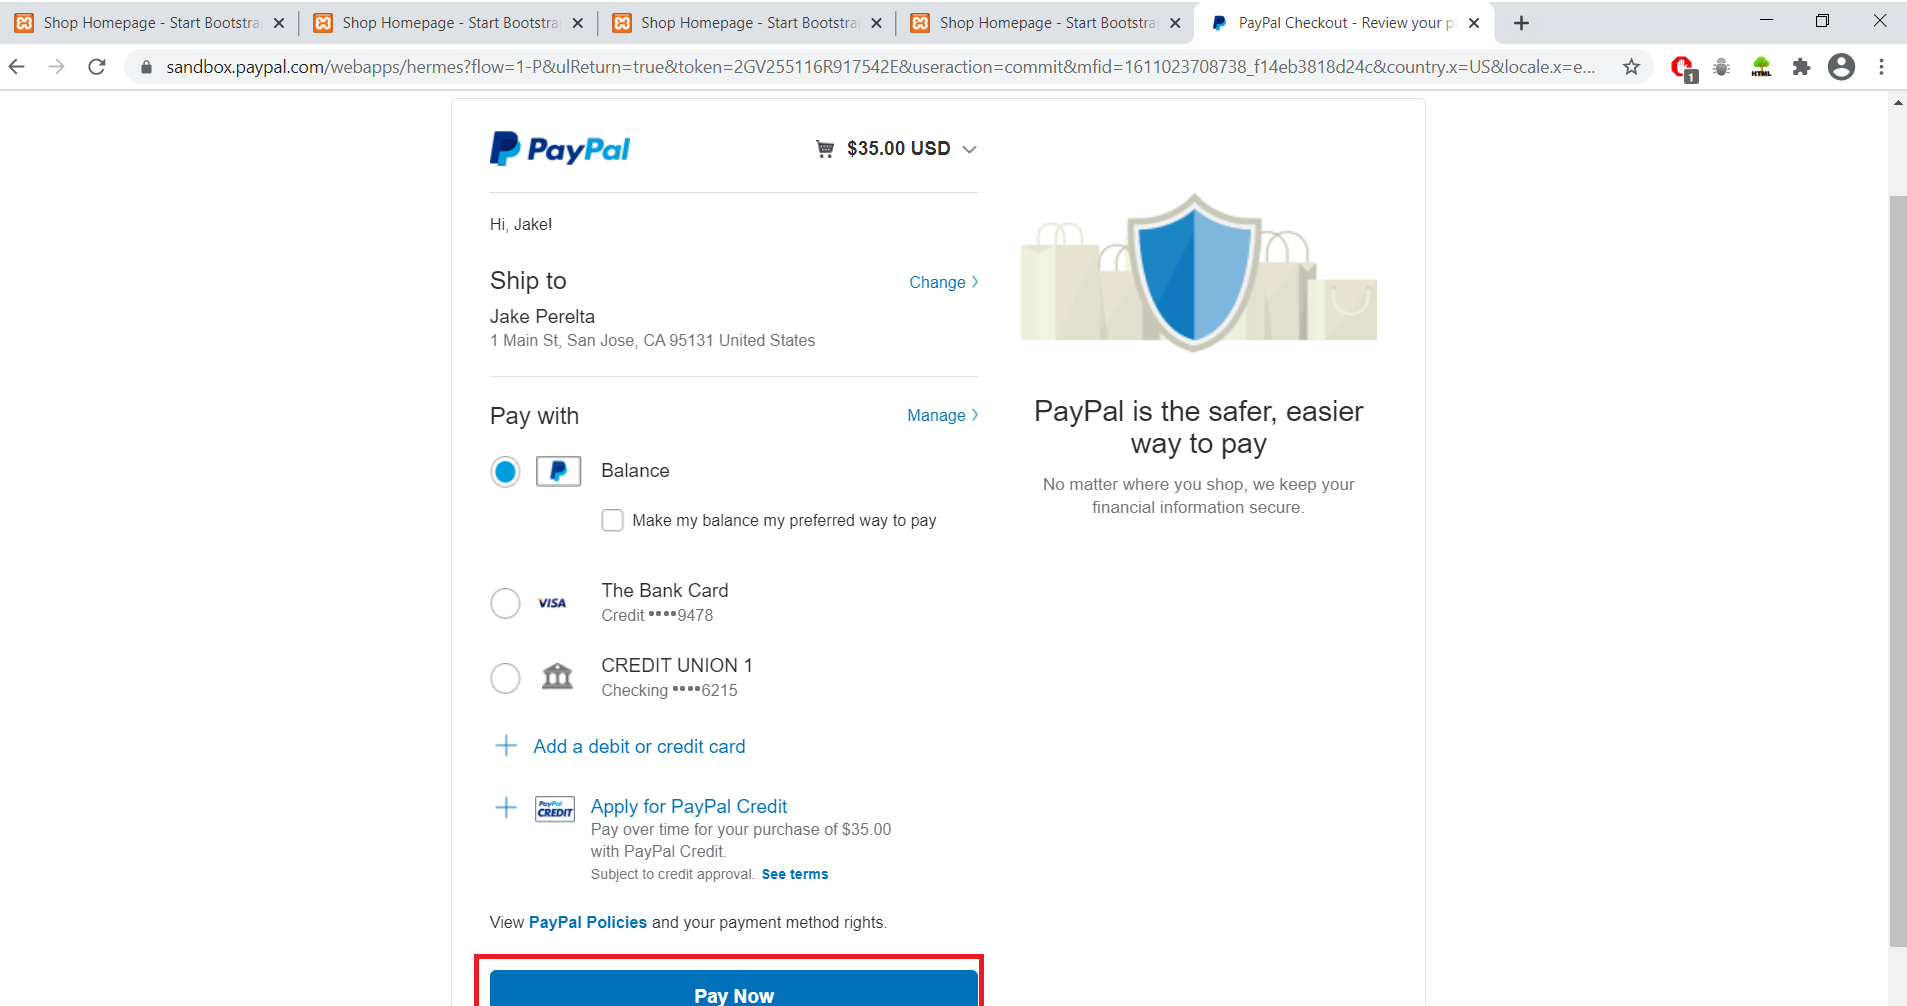 Shop Homepage - Start Bootstra
Shop Homepage - Start Bootstra
Shop Homepage - Start Bootstra
Shop Homepage - Start Bootstra
PayPal Checkout - Review your p
sandbox.paypal.com/webapps/hermes?flow=1-P&ulReturn=true&token=2GV255116R917542E&useraction=commit&mfid=1611023708738_f14eb3818d24c&country.x=US&locale.x=e...
1
HTML
PayPal
$35.00 USD
Hi, Jake!
Ship to
Change
Jake Perelta
1 Main St, San Jose, CA 95131 United States
Pay with
Manage
Balance
Make my balance my preferred way to pay
VISA
The Bank Card
Credit ••••9478
CREDIT UNION 1
Checking ••••6215
Add a debit or credit card
PayPal
CREDIT
Apply for PayPal Credit
Pay over time for your purchase of $35.00
with PayPal Credit.
Subject to credit approval. See terms
View PayPal Policies and your payment method rights.
Pay Now
PayPal is the safer, easier
way to pay
No matter where you shop, we keep your
financial information secure.